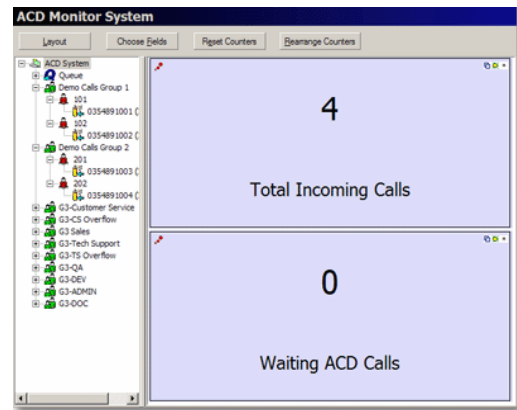 ACD Monitor System
Layout
Choose Fields
Reset Counters
Rearrange Counters
ACD System
Queue
Demo Calls Group 1
101
0354891001 (
102
0354891002 (
Demo Calls Group 2
201
0354891003 (
202
0354891004 (
G3-Customer Service
G3-CS Overflow
G3 Sales
G3-Tech Support
G3-TS Overflow
G3-QA
G3-DEV
G3-ADMIN
G3-DOC
4
Total Incoming Calls
0
Waiting ACD Calls